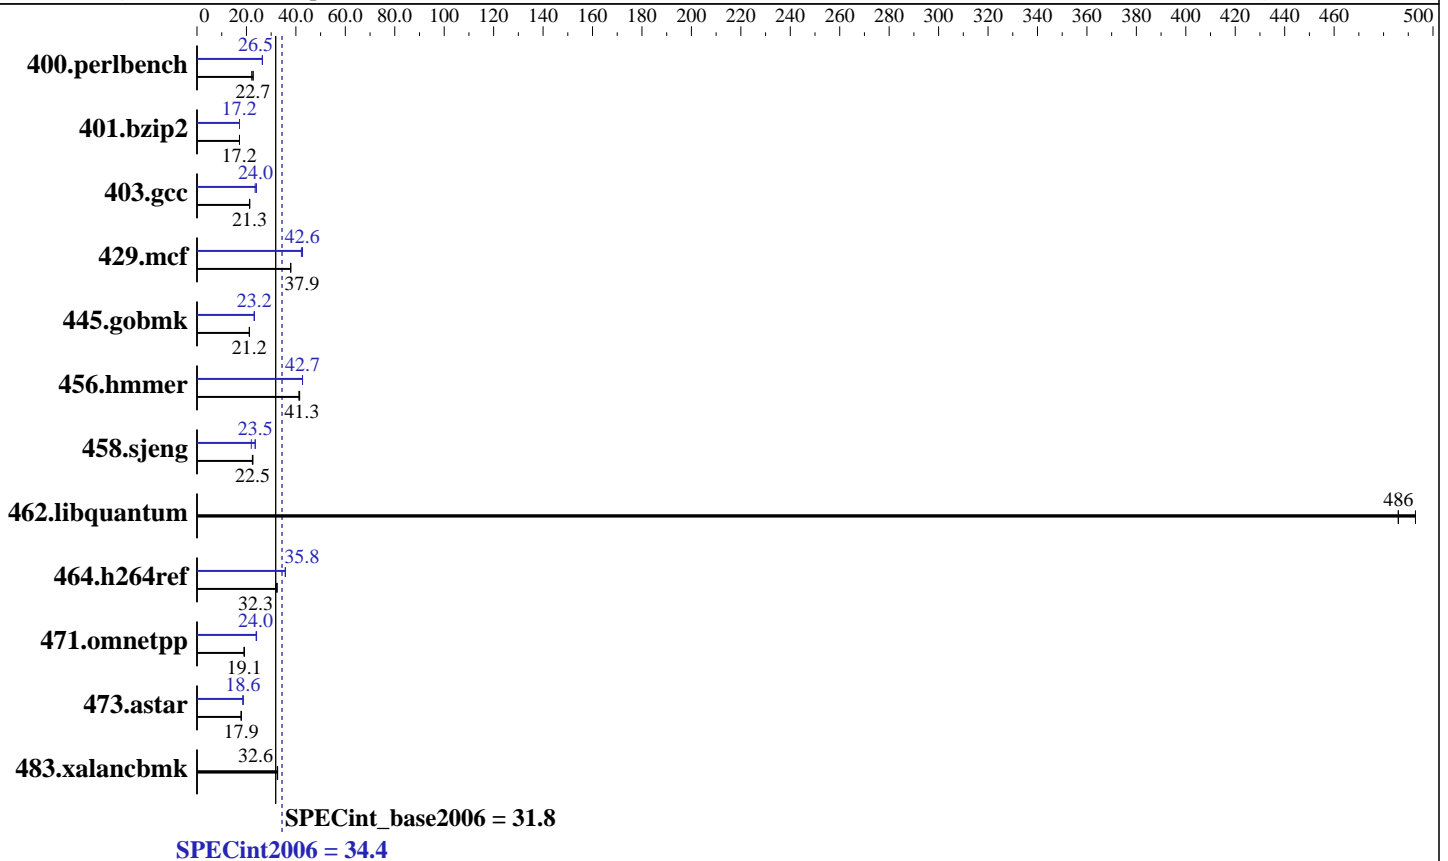 0 20.0 40.0 60.0 80.0 100 120 140 160 180 200 220 240 260 280 300 320 340 360 380 400 420 440 460 500
26.5
400.perlbench
22.7
17.2
401.bzip2
17.2
24.0
403.gcc
21.3
42.6
429.mcf
37.9
23.2
445.gobmk
21.2
42.7
456.hmmer
41.3
23.5
458.sjeng
22.5
486
462.libquantum
35.8
464.h264ref
32.3
24.0
471.omnetpp
19.1
18.6
473.astar
17.9
32.6
483.xalancbmk
SPECint_base2006 = 31.8
SPECint2006 = 34.4